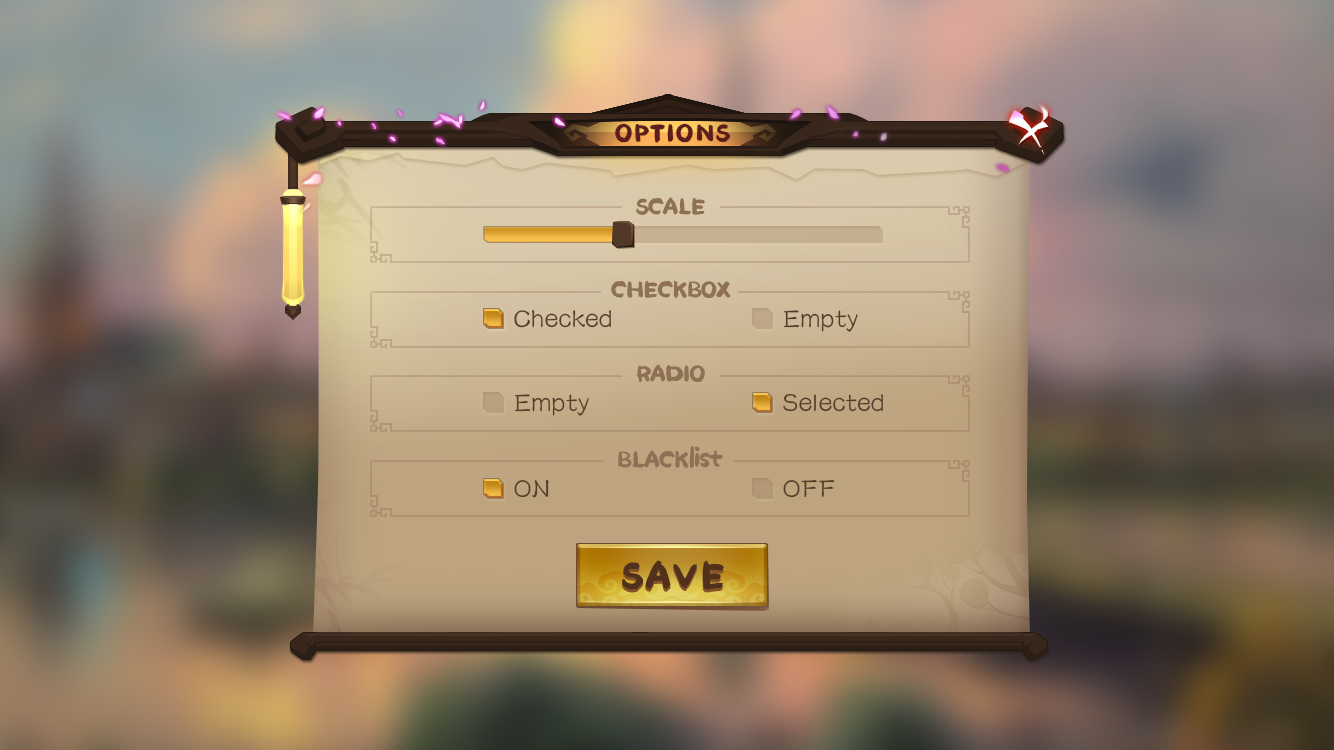 OPTIONS
SCALE
CHECKBOX
Checked Empty
RADIO
Empty Selected
BLACKlist
ON OFF
SAVE